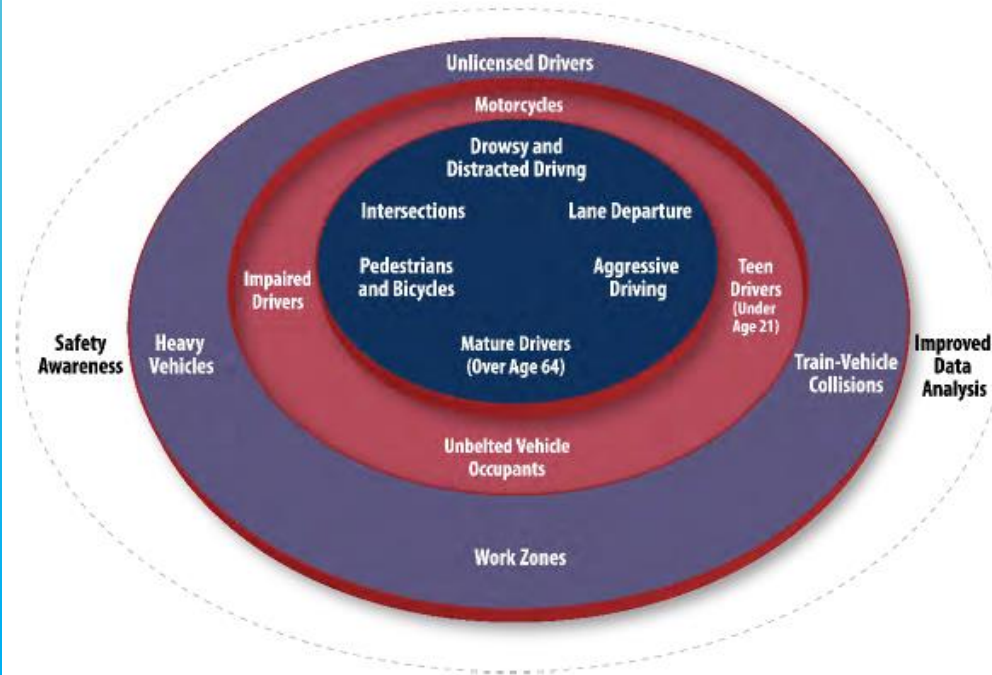 Unlicensed Drivers
Motorcycles
Drowsy and
Distracted Drivng
Intersections
Lane Departure
Pedestrians
and Bicycles
Aggressive
Driving
Impaired
Drivers
Teen
Drivers
(Under
Age 21)
Mature Drivers
(Over Age 64)
Safety
Awareness
Heavy
Vehicles
Train-Vehicle
Collisions
Improved
Data
Analysis
Unbelted Vehicle
Occupants
Work Zones